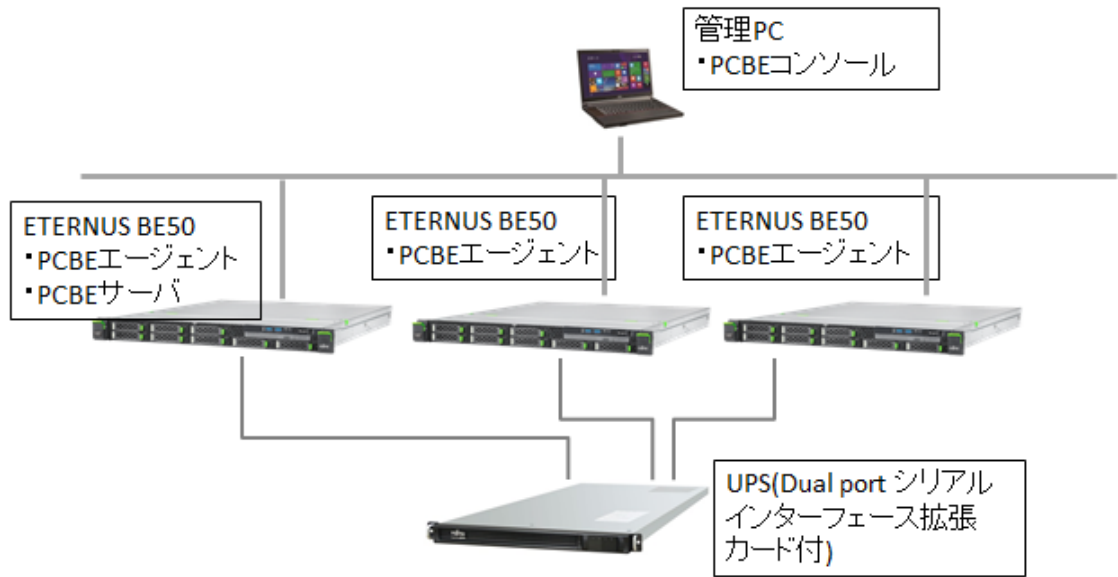 管理PC
・PCBEコンソール
ETERNUS BE50
・PCBEエージェント
・PCBEサーバ
ETERNUS BE50
・PCBEエージェント
ETERNUS BE50
・PCBEエージェント
UPS(Dual port シリアル
インターフェース拡張
カード付)